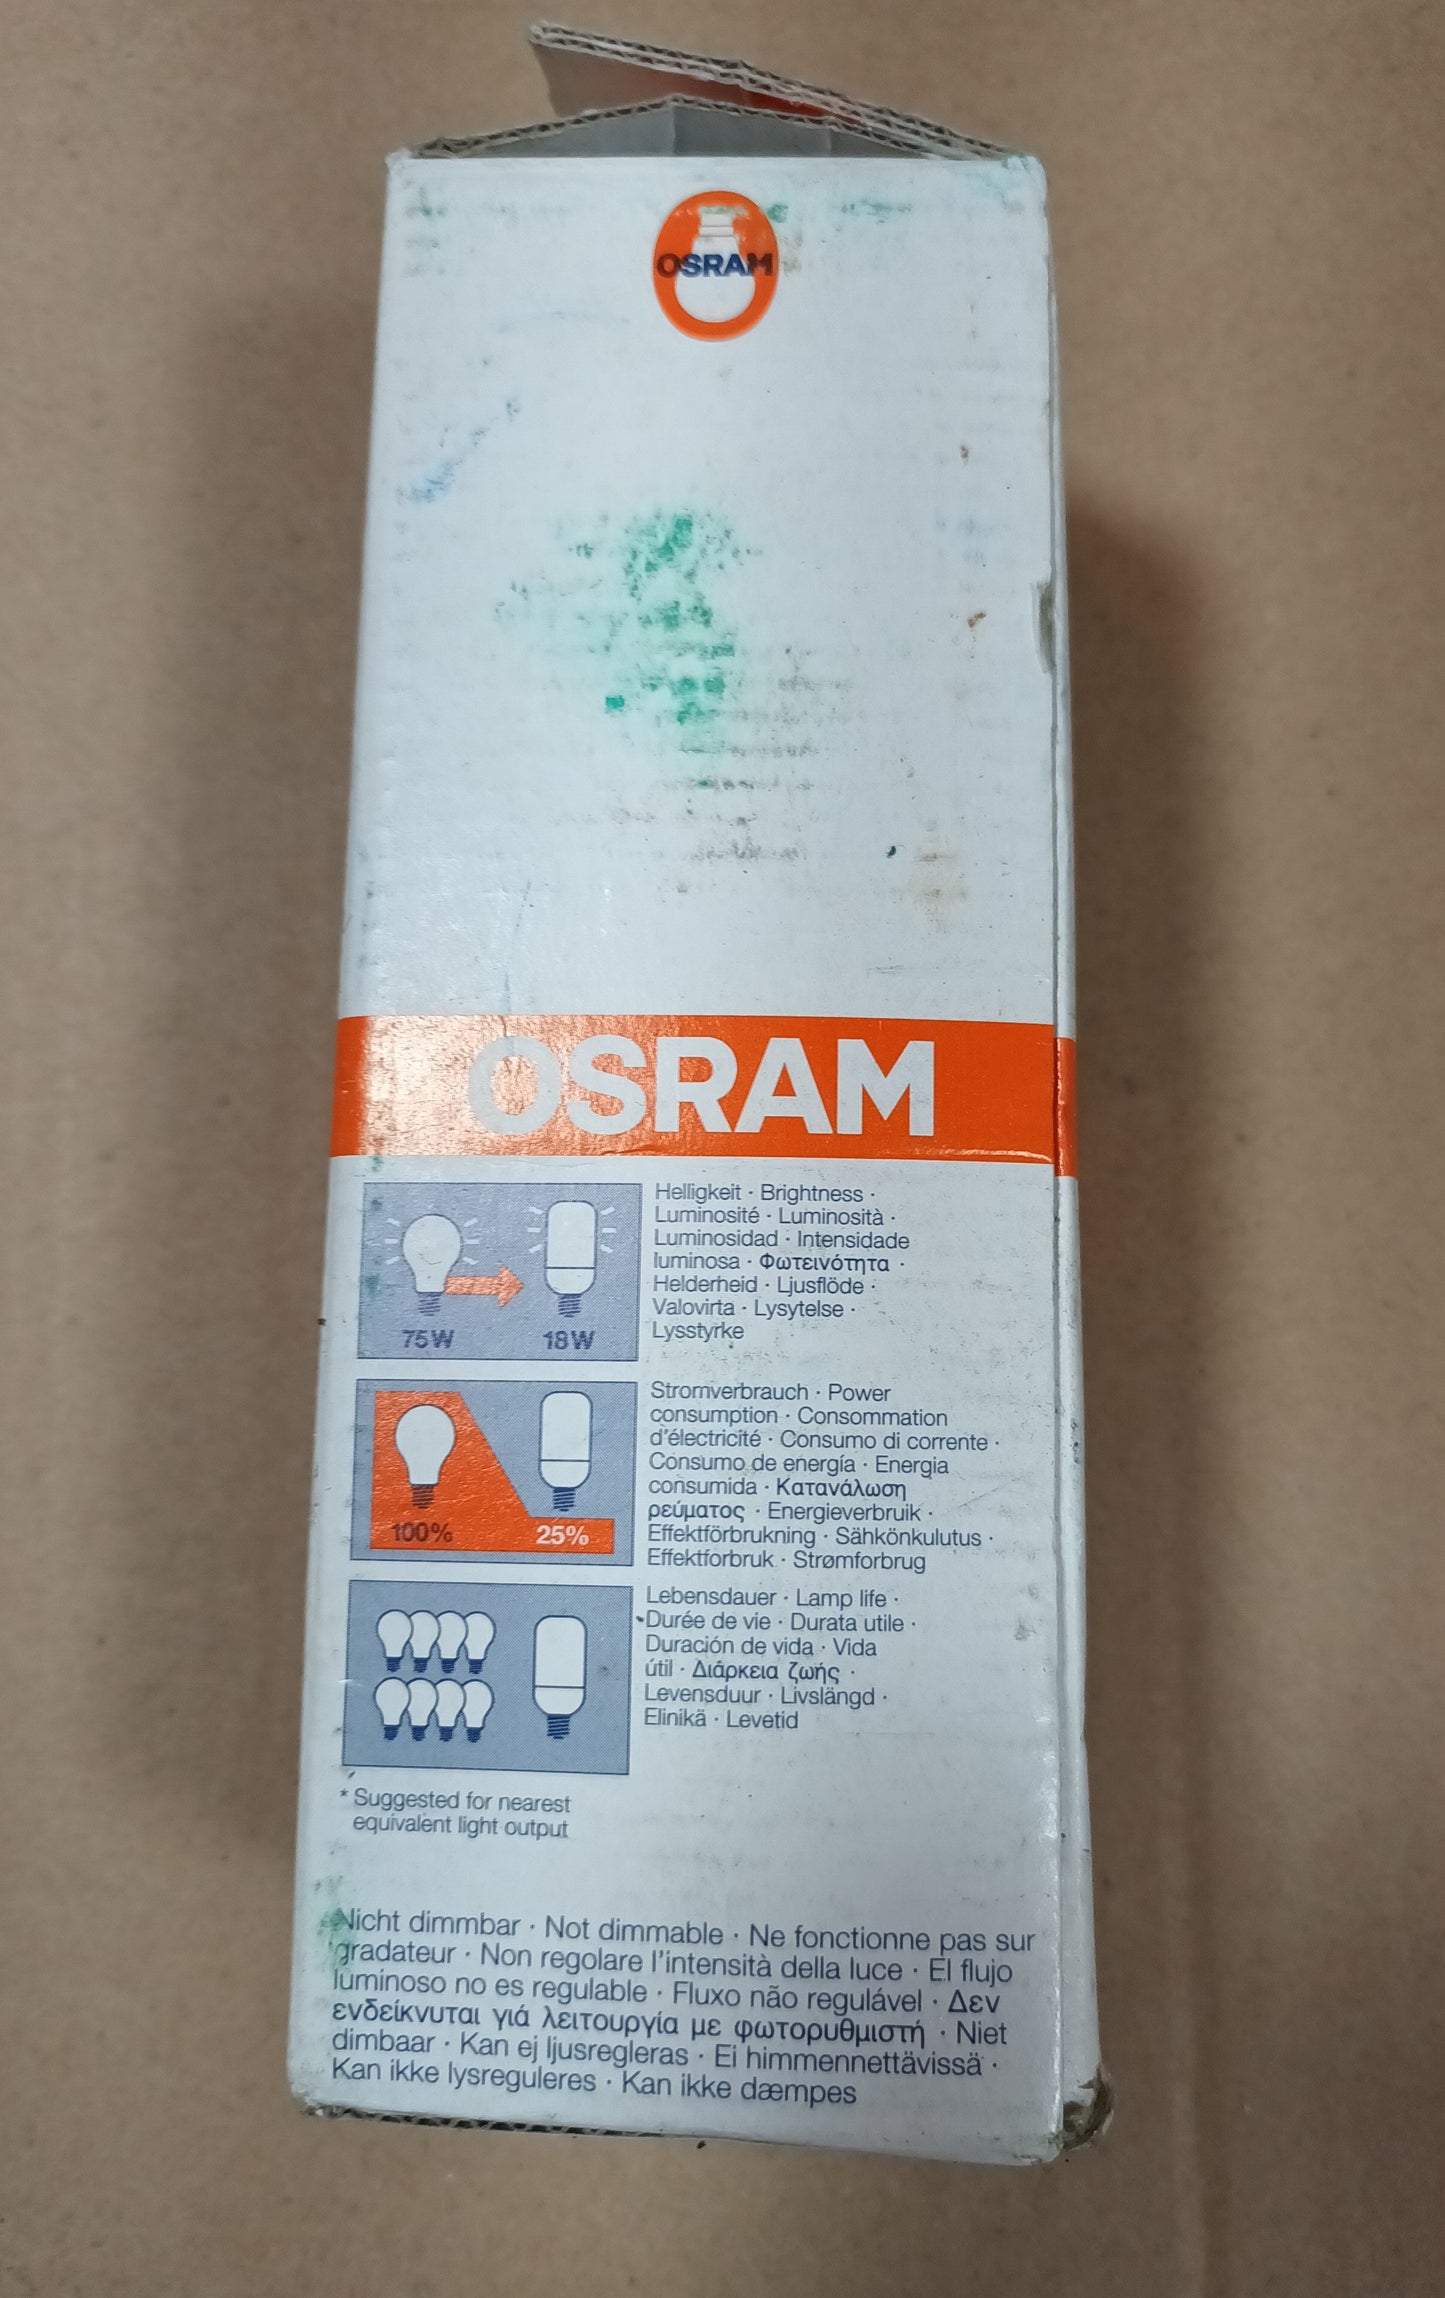 OSRAM
OSRAM
75W
18W
Helligkeit · Brightness ·
Luminosité · Luminosità ·
Luminosidad · Intensidade
luminosa · Φωτεινότητα ·
Helderheid · Ljusflöde ·
Valovirta · Lysytelse ·
Lysstyrke
100%
25%
Stromverbrauch · Power
consumption · Consommation
d'électricité · Consumo di corrente ·
Consumo de energía · Energia
consumida · Κατανάλωση
ρεύματος · Energieverbruik ·
Effektförbrukning · Sähkönkulutus ·
Effektforbruk · Strømforbrug
Lebensdauer · Lamp life ·
Durée de vie · Durata utile ·
Duración de vida · Vida
útil · Διάρκεια ζωής ·
Levensduur · Livslängd ·
Elinikä · Levetid
* Suggested for nearest
equivalent light output
Nicht dimmbar · Not dimmable · Ne fonctionne pas sur
gradateur · Non regolare l'intensità della luce · El flujo
luminoso no es regulable · Fluxo não regulável · Δεν
ενδείκνυται γιά λειτουργία με φωτορυθμιστή · Niet
dimbaar · Kan ej ljusregleras · Ei himmennettävissä ·
Kan ikke lysreguleres · Kan ikke dæmpes